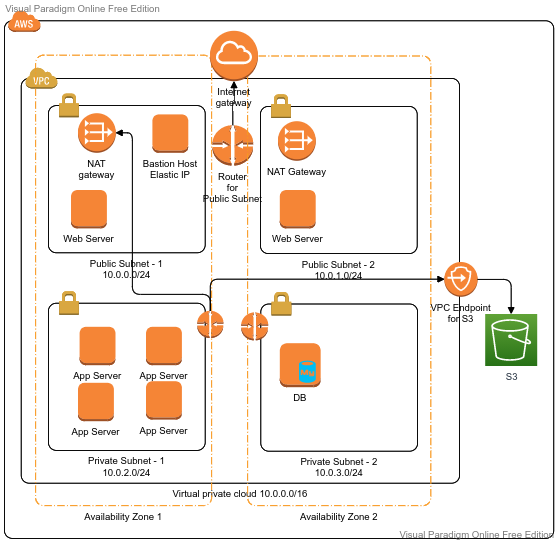 Visual Paradigm Online Free Edition
AWS
VPC
Internet
gateway
NAT
gateway
Bastion Host
Elastic IP
Router
for
Public Subnet
NAT Gateway
Web Server
Web Server
Public Subnet - 1
10.0.0.0/24
Public Subnet - 2
10.0.1.0/24
VPC Endpoint
for S3
S3
App Server
App Server
App Server
App Server
DB
Private Subnet - 1
10.0.2.0/24
Private Subnet - 2
10.0.3.0/24
Virtual private cloud 10.0.0.0/16
Availability Zone 1
Availability Zone 2
Visual Paradigm Online Free Edition